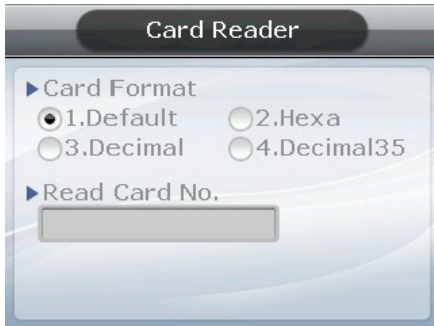 Card Reader
Card Format
1.Default 2.Hexa
3.Decimal 4.Decimal35
Read Card No.